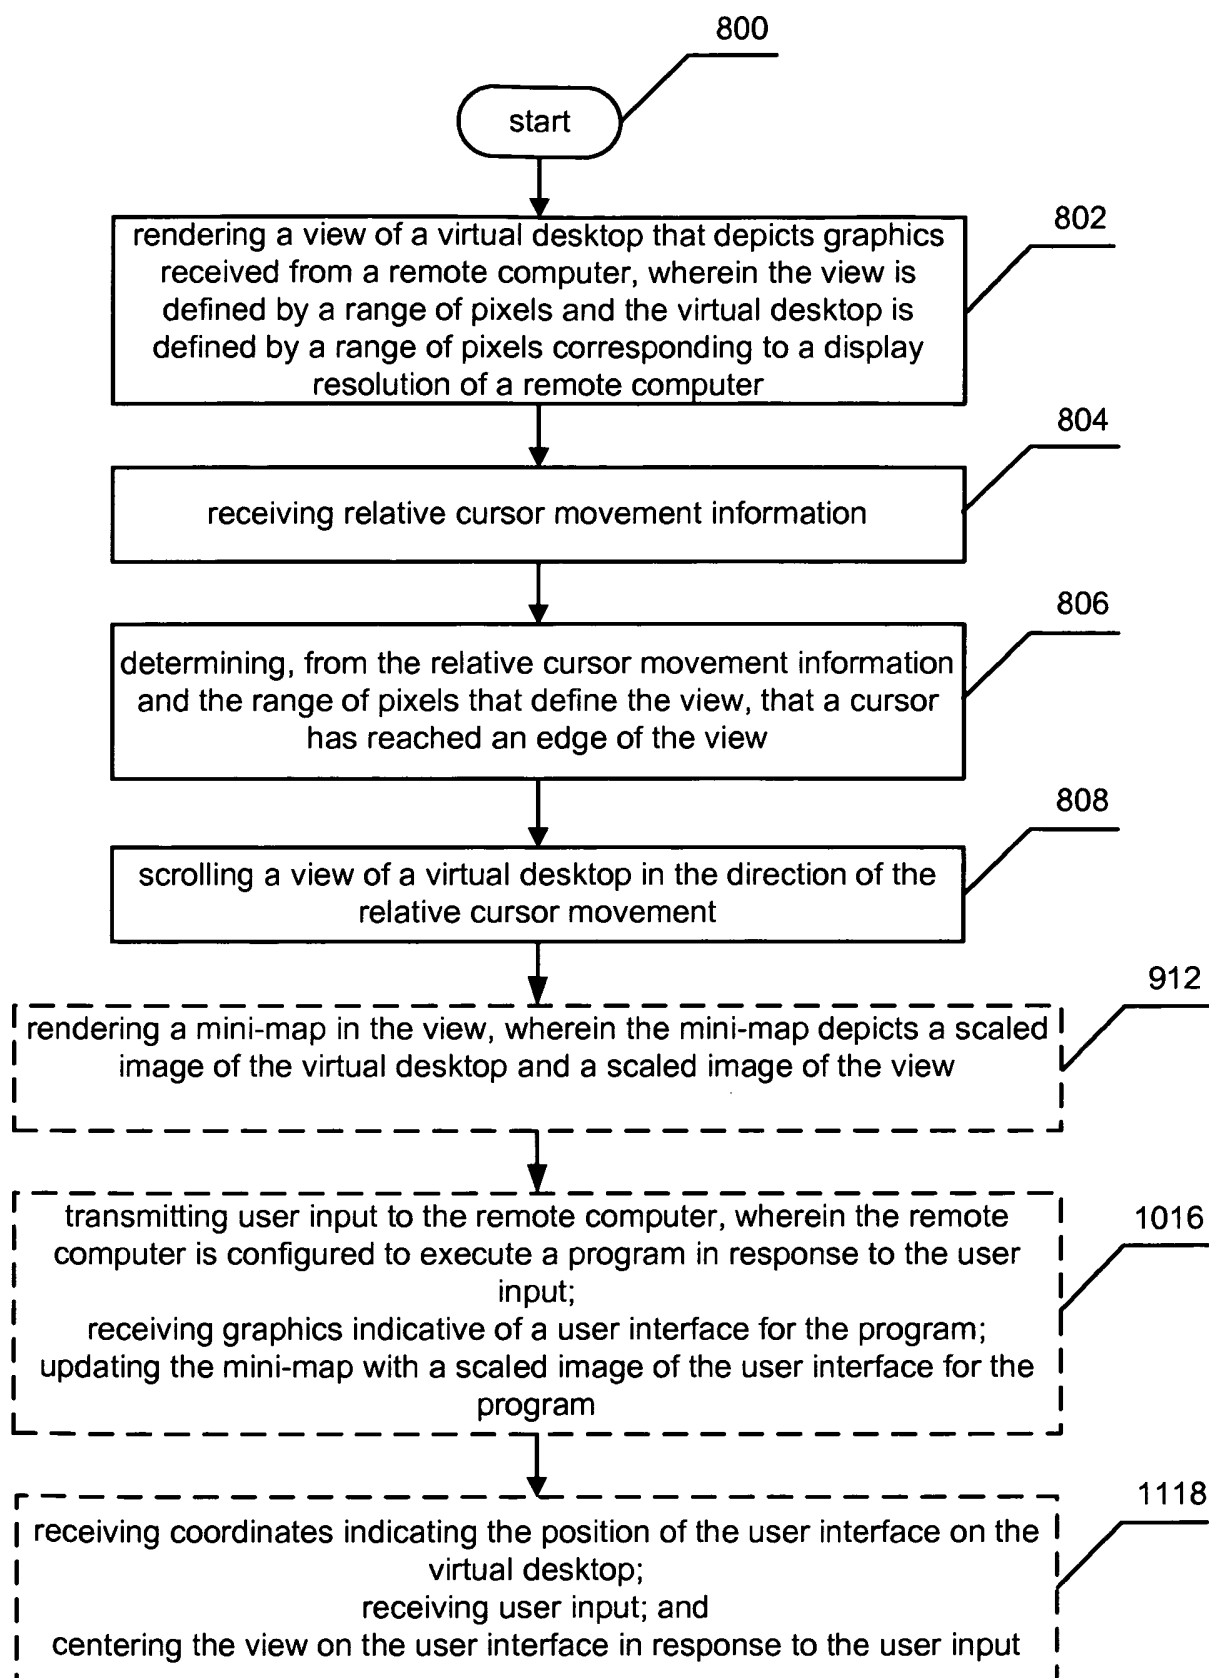 800
start
802
rendering a view of a virtual desktop that depicts graphics
received from a remote computer, wherein the view is
defined by a range of pixels and the virtual desktop is
defined by a range of pixels corresponding to a display
resolution of a remote computer
804
receiving relative cursor movement information
806
determining, from the relative cursor movement information
and the range of pixels that define the view, that a cursor
has reached an edge of the view
808
scrolling a view of a virtual desktop in the direction of the
relative cursor movement
912
rendering a mini-map in the view, wherein the mini-map depicts a scaled
image of the virtual desktop and a scaled image of the view
1016
transmitting user input to the remote computer, wherein the remote
computer is configured to execute a program in response to the user
input;
receiving graphics indicative of a user interface for the program;
updating the mini-map with a scaled image of the user interface for the
program
1118
receiving coordinates indicating the position of the user interface on the
virtual desktop;
receiving user input; and
centering the view on the user interface in response to the user input